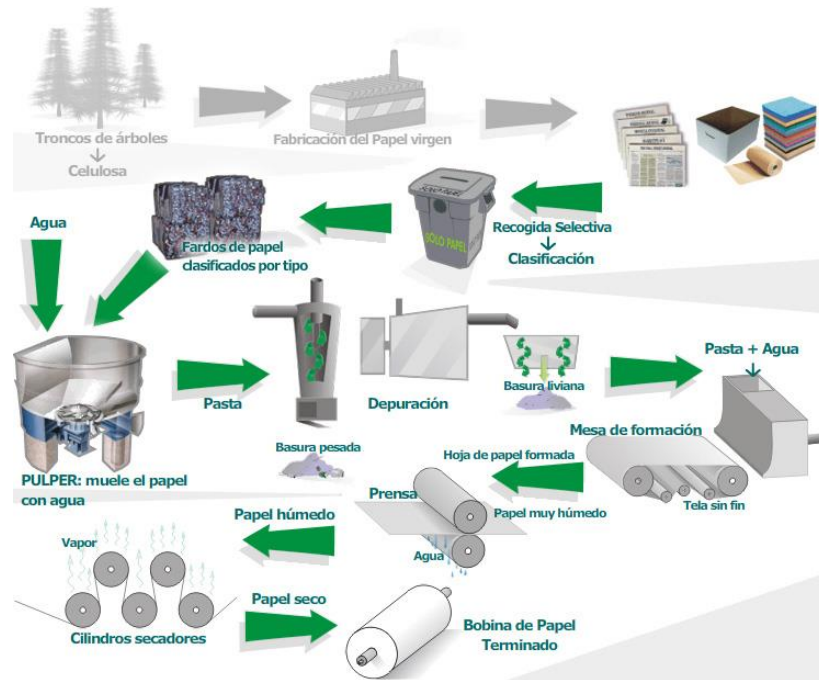 Troncos de árboles
Celulosa
Fabricación del Papel virgen
Recogida Selectiva
Clasificación
SOLO PAPEL
SOLO PAPEL
Fardos de papel
clasificados por tipo
Agua
PULPER: muele el papel
con agua
Pasta
Basura pesada
Depuración
Basura liviana
Pasta + Agua
Mesa de formación
Tela sin fin
Hoja de papel formada
Papel muy húmedo
Prensa
Agua
Papel húmedo
Vapor
Cilindros secadores
Papel seco
Bobina de Papel
Terminado